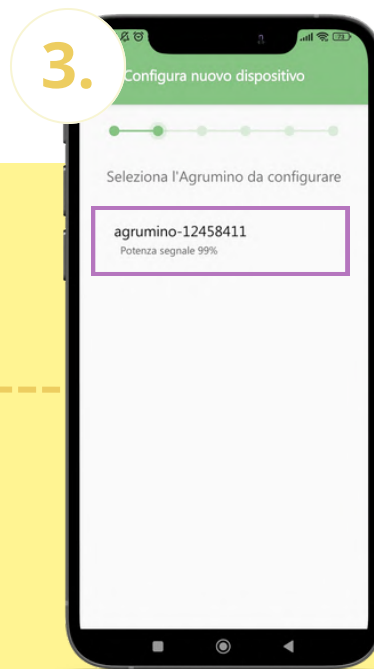 3.
Configura nuovo dispositivo
Seleziona l'Agrumino da configurare
agrumino-12458411
Potenza segnale 99%